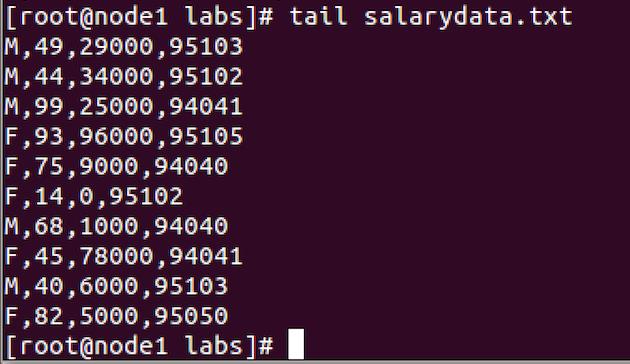 [root@node1 labs]# tail salarydata.txt
M,49,29000,95103
M,44,34000,95102
M,99,25000,94041
F,93,96000,95105
F,75,9000,94040
F,14,0,95102
M,68,1000,94040
F,45,78000,94041
M,40,6000,95103
F,82,5000,95050
[root@node1 labs]#